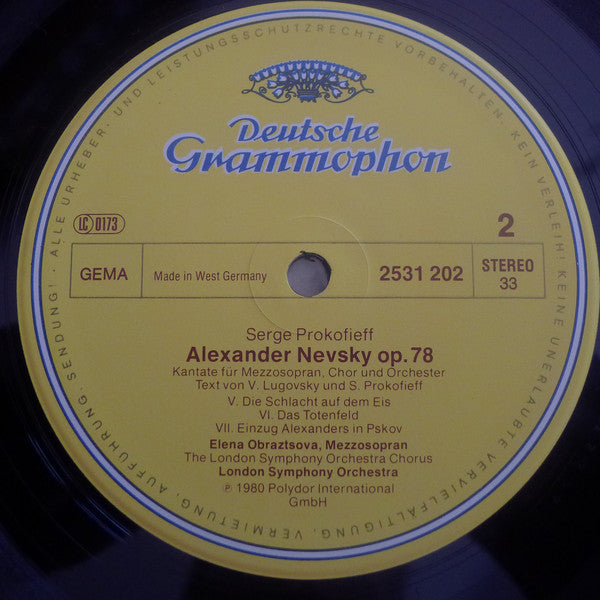 ALLE URHEBER- UND LEISTUNGSSCHUTZRECHTE VORBEHALTEN. KEIN VERLEIH! KEINE UNERLAUBTE VERVIELFÄLTIGUNG, VERMIETUNG, AUFFÜHRUNG, SENDUNG!
Deutsche
Grammophon
LC 0173
2
GEMA
Made in West Germany
2531 202
STEREO
33
Serge Prokofieff
Alexander Nevsky op. 78
Kantate für Mezzosopran, Chor und Orchester
Text von V. Lugovsky und S. Prokofieff
V. Die Schlacht auf dem Eis
VI. Das Totenfeld
VII. Einzug Alexanders in Pskov
Elena Obraztsova, Mezzosopran
The London Symphony Orchestra Chorus
London Symphony Orchestra
℗ 1980 Polydor International
GmbH